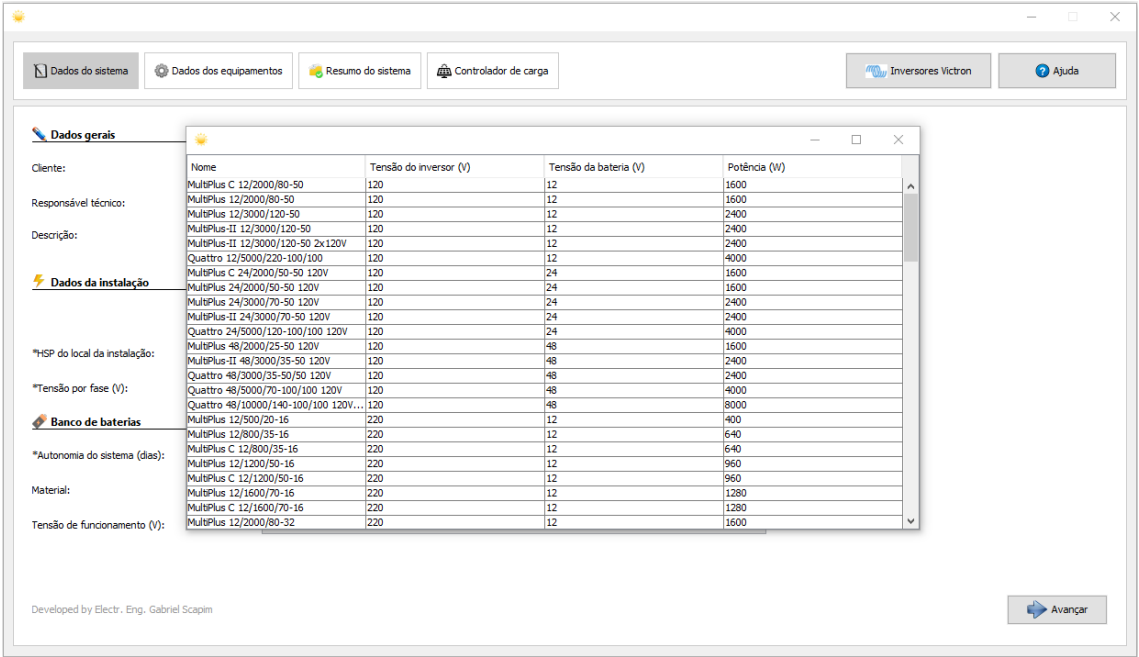 Dados do sistema Dados dos equipamentos Resumo do sistema Controlador de carga Inversores Victron Ajuda
Dados gerais
Cliente:
Responsável técnico:
Descrição:
Dados da instalação
*HSP do local da instalação:
*Tensão por fase (V):
Banco de baterias
*Autonomia do sistema (dias):
Material:
Tensão de funcionamento (V):
Nome Tensão do inversor (V) Tensão da bateria (V) Potência (W)
MultiPlus C 12/2000/80-50 120 12 1600
MultiPlus 12/2000/80-50 120 12 1600
MultiPlus 12/3000/120-50 120 12 2400
MultiPlus-II 12/3000/120-50 120 12 2400
MultiPlus-II 12/3000/120-50 2x120V 120 12 2400
Quattro 12/5000/220-100/100 120 12 4000
MultiPlus C 24/2000/50-50 120V 120 24 1600
MultiPlus 24/2000/50-50 120V 120 24 1600
MultiPlus 24/3000/70-50 120V 120 24 2400
MultiPlus-II 24/3000/70-50 120V 120 24 2400
Quattro 24/5000/120-100/100 120V 120 24 4000
MultiPlus 48/2000/25-50 120V 120 48 1600
MultiPlus-II 48/3000/35-50 120V 120 48 2400
Quattro 48/3000/35-50/50 120V 120 48 2400
Quattro 48/5000/70-100/100 120V 120 48 4000
Quattro 48/10000/140-100/100 120V... 120 48 8000
MultiPlus 12/500/20-16 220 12 400
MultiPlus 12/800/35-16 220 12 640
MultiPlus C 12/800/35-16 220 12 640
MultiPlus 12/1200/50-16 220 12 960
MultiPlus C 12/1200/50-16 220 12 960
MultiPlus 12/1600/70-16 220 12 1280
MultiPlus C 12/1600/70-16 220 12 1280
MultiPlus 12/2000/80-32 220 12 1600
Developed by Electr. Eng. Gabriel Scapim
Avançar